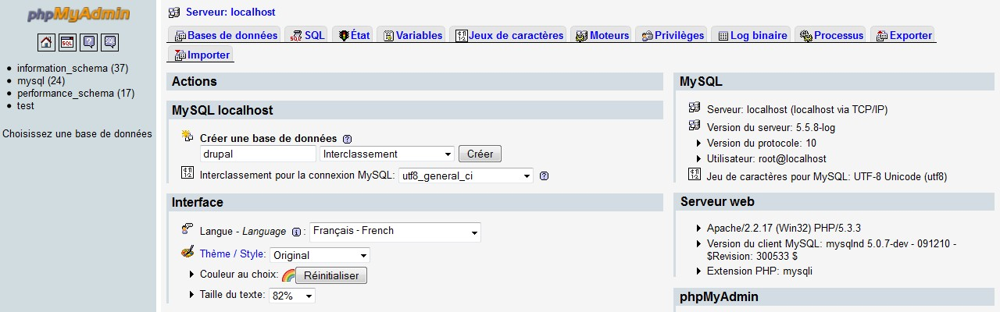 phpMyAdmin
SQL
SQL
information_schema (37)
mysql (24)
performance_schema (17)
test
Choisissez une base de données
Serveur: localhost
Bases de données SQL État Variables Jeux de caractères Moteurs Privilèges Log binaire Processus Exporter
Importer
Actions
MySQL localhost
Créer une base de données
drupal Interclassement Créer
Interclassement pour la connexion MySQL: utf8_general_ci
Interface
Langue - Language : Français - French
Thème / Style: Original
Couleur au choix: Réinitialiser
Taille du texte: 82%
MySQL
Serveur: localhost (localhost via TCP/IP)
Version du serveur: 5.5.8-log
Version du protocole: 10
Utilisateur: root@localhost
Jeu de caractères pour MySQL: UTF-8 Unicode (utf8)
Serveur web
Apache/2.2.17 (Win32) PHP/5.3.3
Version du client MySQL: mysqlnd 5.0.7-dev - 091210 -
$Revision: 300533 $
Extension PHP: mysqli
phpMyAdmin